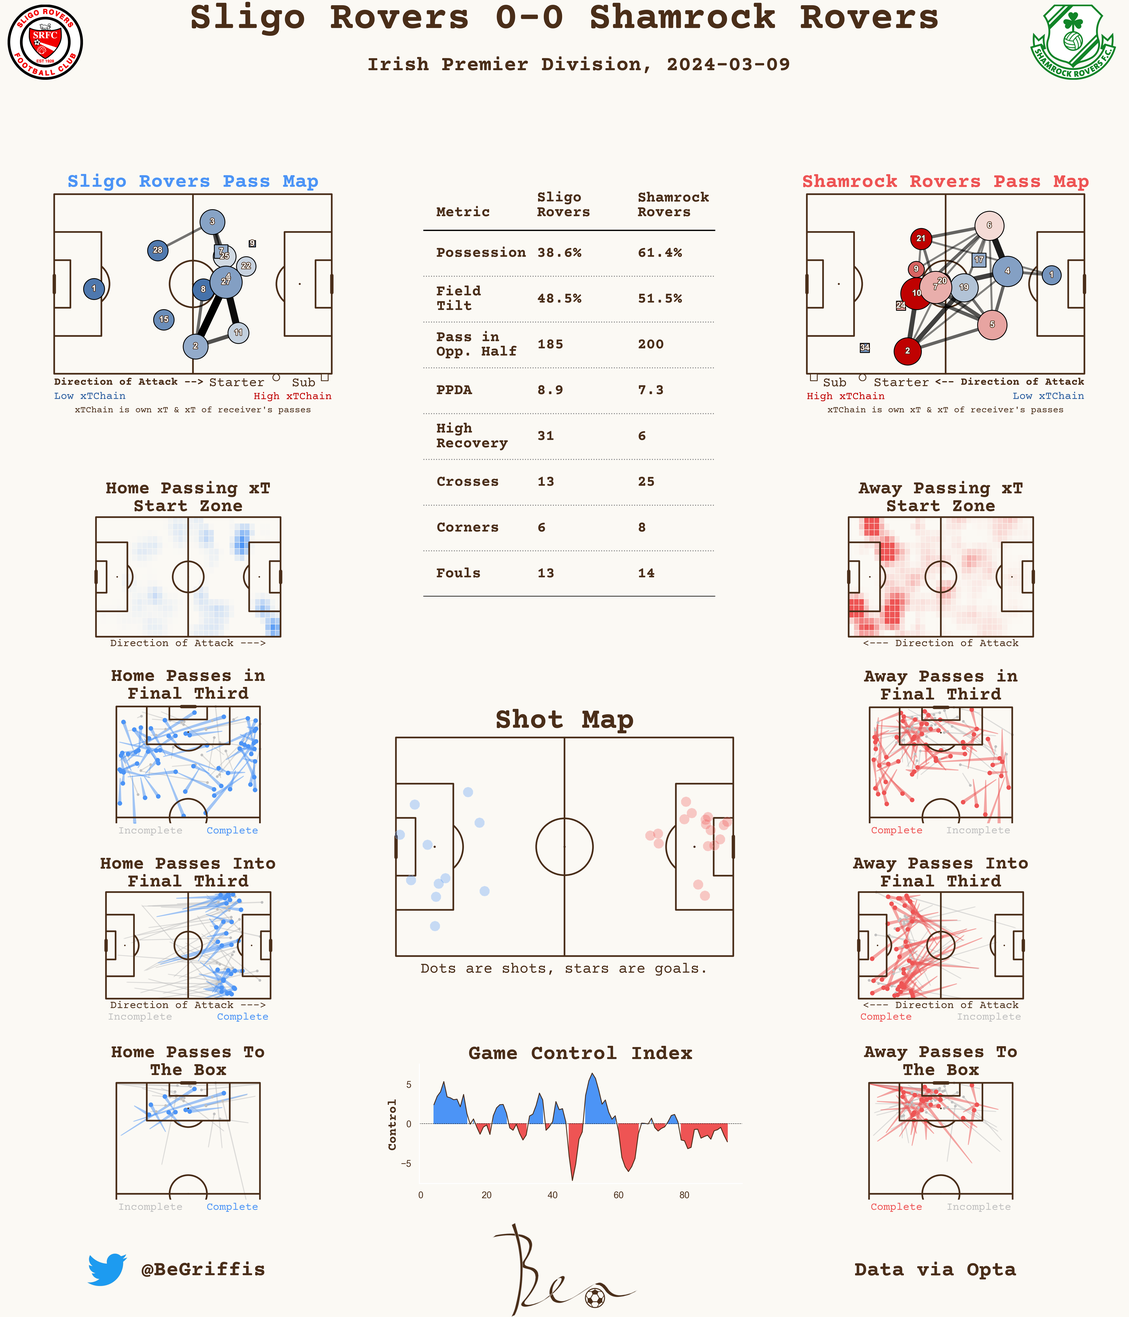 Sligo Rovers 0-0 Shamrock Rovers
Irish Premier Division, 2024-03-09
SLIGO ROVERS
SRFC
EST 1928
FOOTBALL CLUB
SHAMROCK ROVERS F.C.
Sligo Rovers Pass Map
3
28
7
25
9
22
1
8
27
15
11
2
Direction of Attack --> Starter Sub
Low xTChain High xTChain
xTChain is own xT & xT of receiver's passes
Metric Sligo Rovers Shamrock Rovers
Possession 38.6% 61.4%
Field Tilt 48.5% 51.5%
Pass in Opp. Half 185 200
PPDA 8.9 7.3
High Recovery 31 6
Crosses 13 25
Corners 6 8
Fouls 13 14
Shamrock Rovers Pass Map
6
21
17
9
4
1
20
7
19
10
5
34
2
Sub Starter <-- Direction of Attack
High xTChain Low xTChain
xTChain is own xT & xT of receiver's passes
Home Passing xT
Start Zone
Direction of Attack --->
Away Passing xT
Start Zone
<--- Direction of Attack
Home Passes in
Final Third
Incomplete Complete
Away Passes in
Final Third
Complete Incomplete
Shot Map
Dots are shots, stars are goals.
Home Passes Into
Final Third
Direction of Attack --->
Incomplete Complete
Away Passes Into
Final Third
<--- Direction of Attack
Complete Incomplete
Home Passes To
The Box
Incomplete Complete
Game Control Index
Control
5
0
−5
0 20 40 60 80
Away Passes To
The Box
Complete Incomplete
@BeGriffis
Ben
Data via Opta